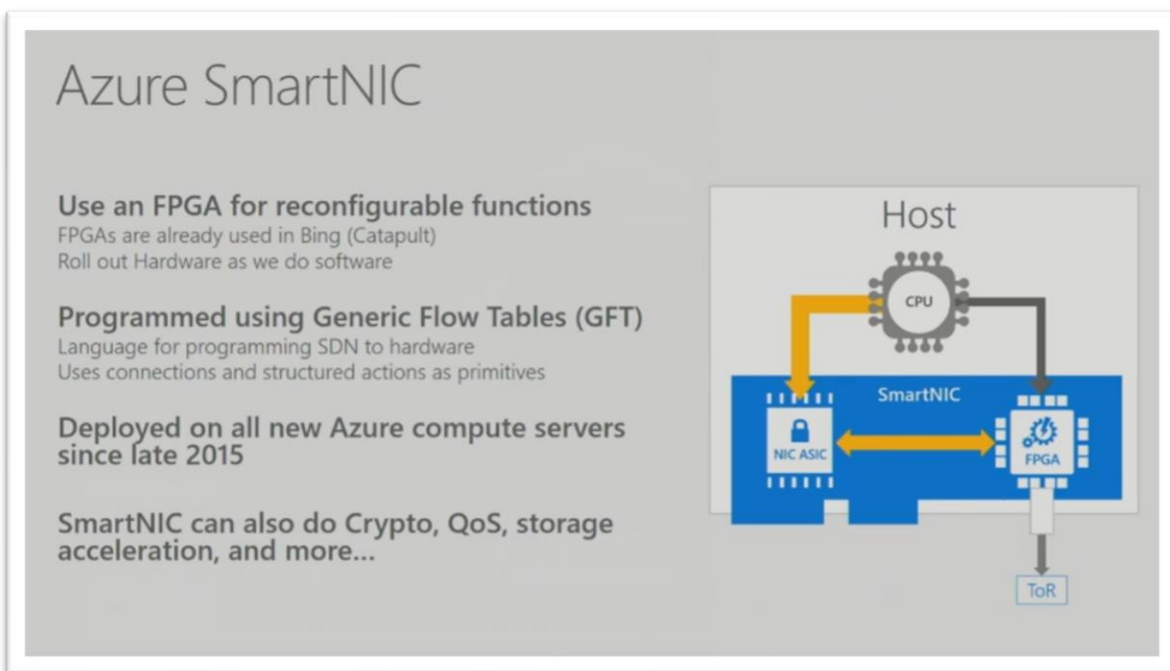 Azure SmartNIC
Use an FPGA for reconfigurable functions
FPGAs are already used in Bing (Catapult)
Roll out Hardware as we do software
Programmed using Generic Flow Tables (GFT)
Language for programming SDN to hardware
Uses connections and structured actions as primitives
Deployed on all new Azure compute servers
since late 2015
SmartNIC can also do Crypto, QoS, storage
acceleration, and more...
Host
CPU
SmartNIC
NIC ASIC
FPGA
ToR